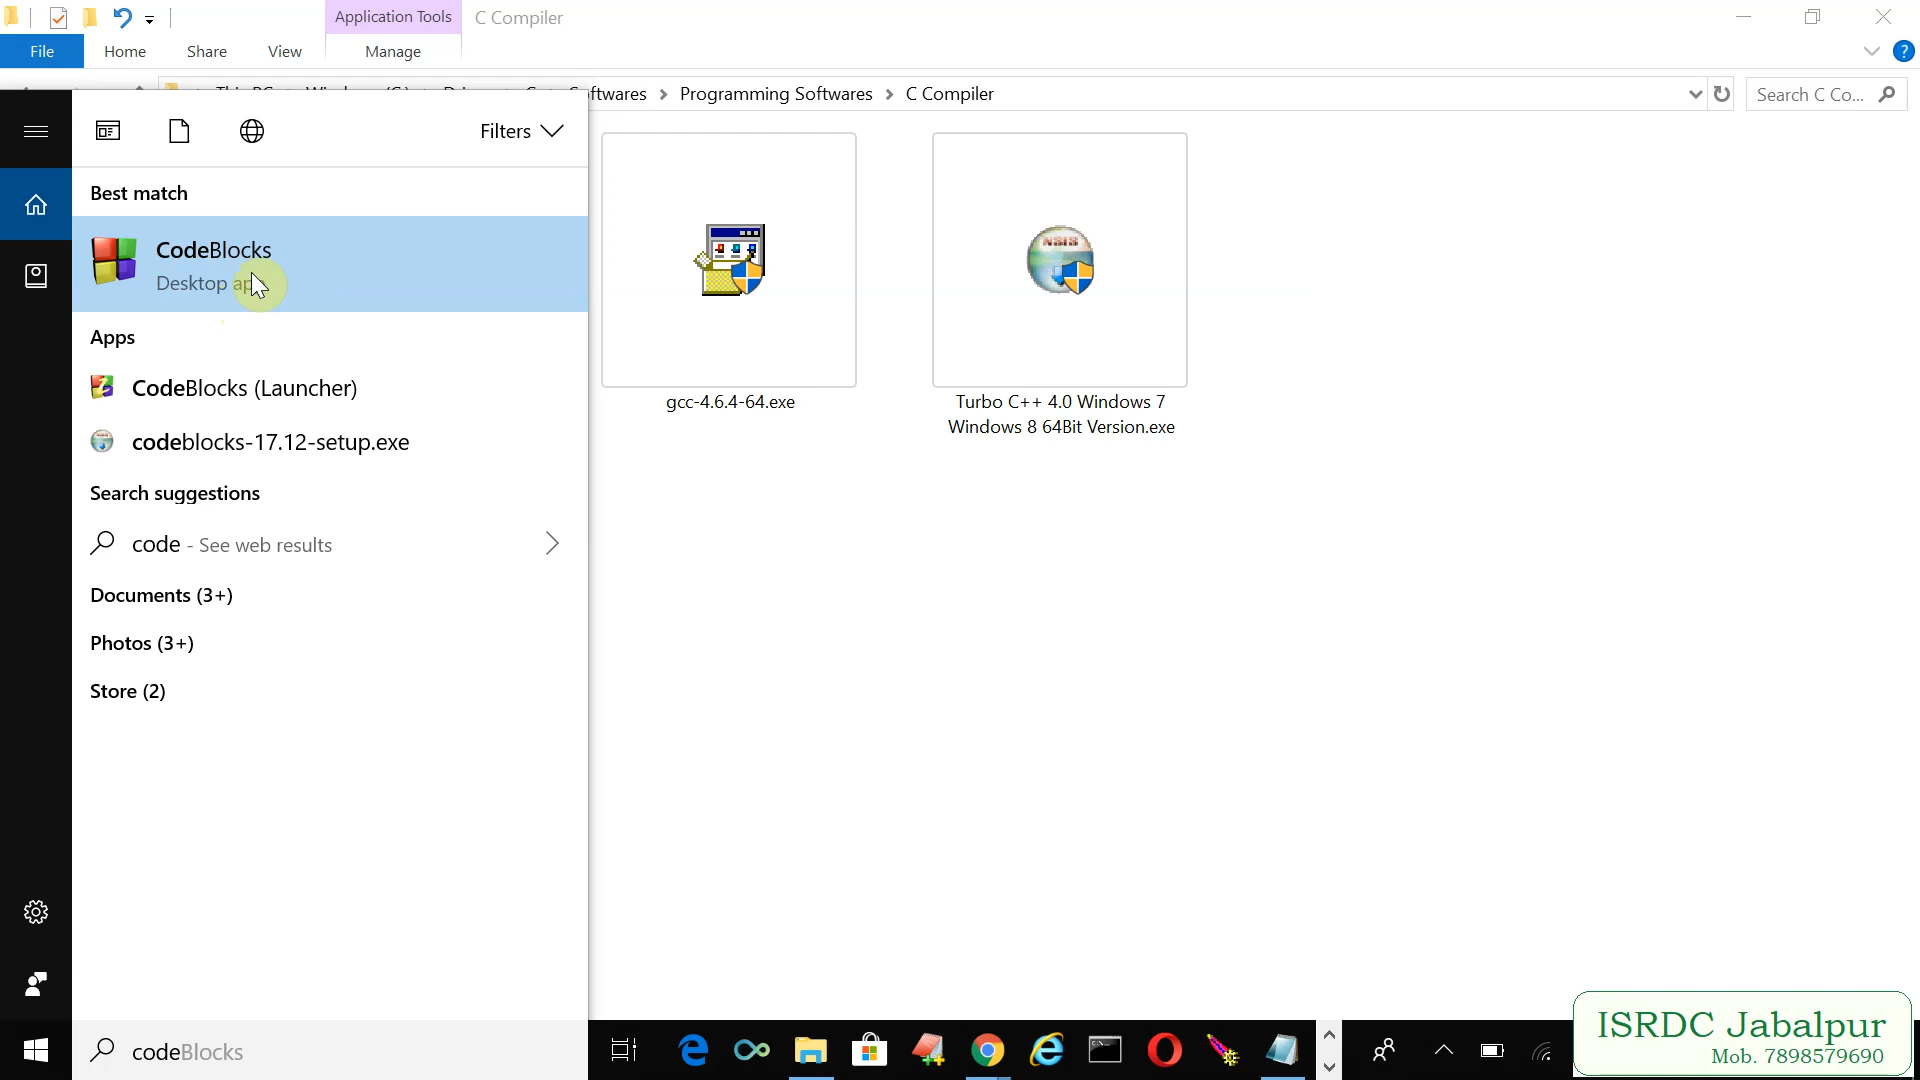 Application Tools
C Compiler
File
Home
Share
View
Manage
ftwares > Programming Softwares > C Compiler
Search C Co...
Filters
Best match
CodeBlocks
Desktop ap
Apps
CodeBlocks (Launcher)
codeblocks-17.12-setup.exe
Search suggestions
code - See web results
Documents (3+)
Photos (3+)
Store (2)
NSIS
gcc-4.6.4-64.exe
Turbo C++ 4.0 Windows 7
Windows 8 64Bit Version.exe
codeBlocks
ISRDC Jabalpur
Mob. 7898579690